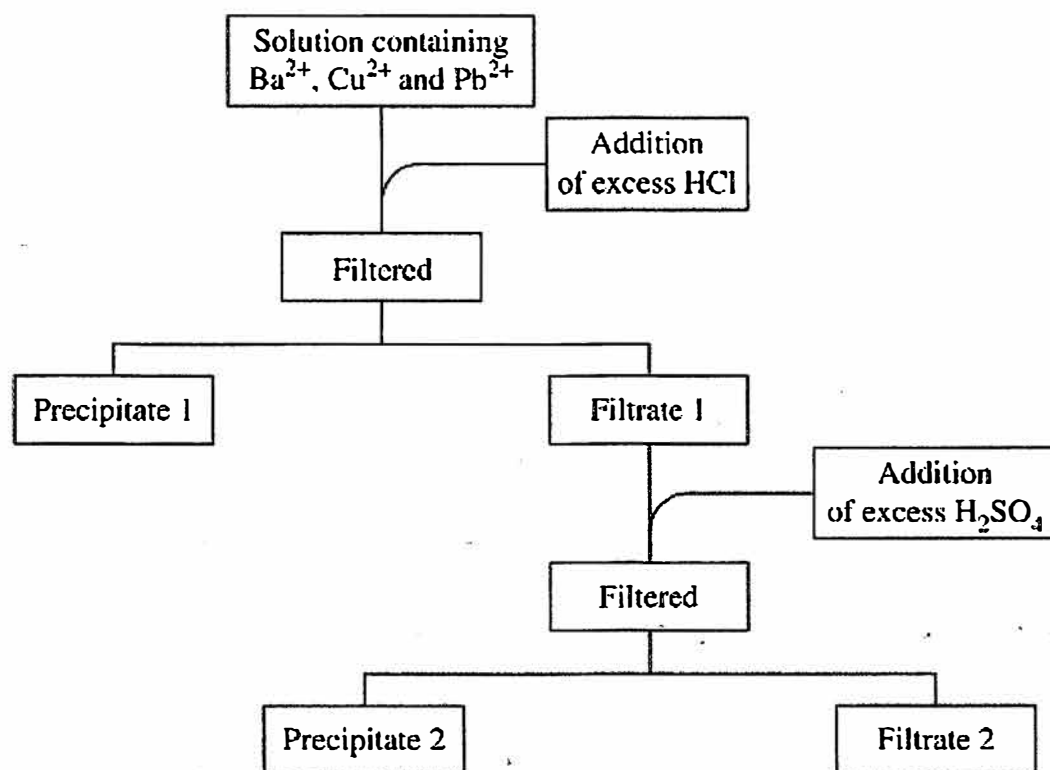 Solution containing
Ba²⁺, Cu²⁺ and Pb²⁺
Addition
of excess HCl
Filtered
Precipitate 1
Filtrate 1
Addition
of excess H₂SO₄
Filtered
Precipitate 2
Filtrate 2